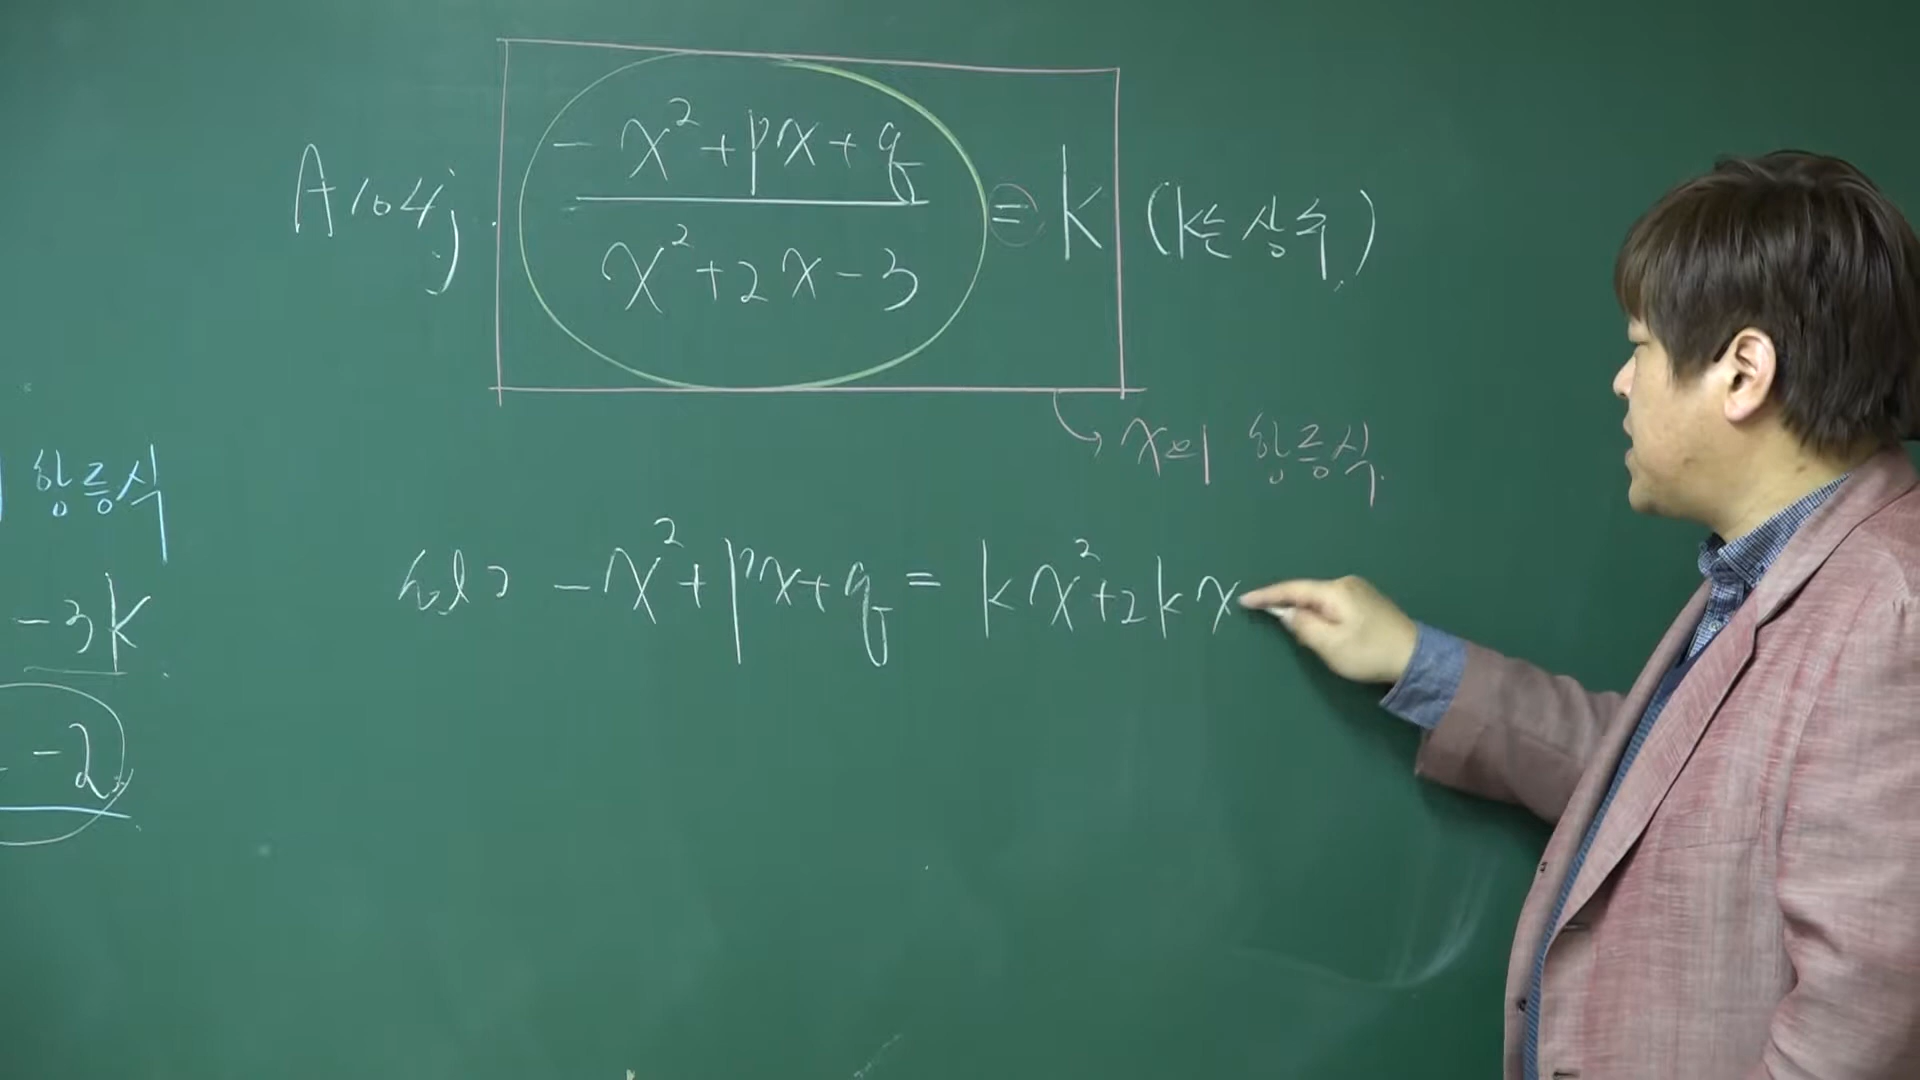 A104j. (-x²+px+q)/(x²+2x-3) = k (k는 상수)
x의 항등식
항등식
sol) -x²+px+q = kx²+2kx
-3k
-2